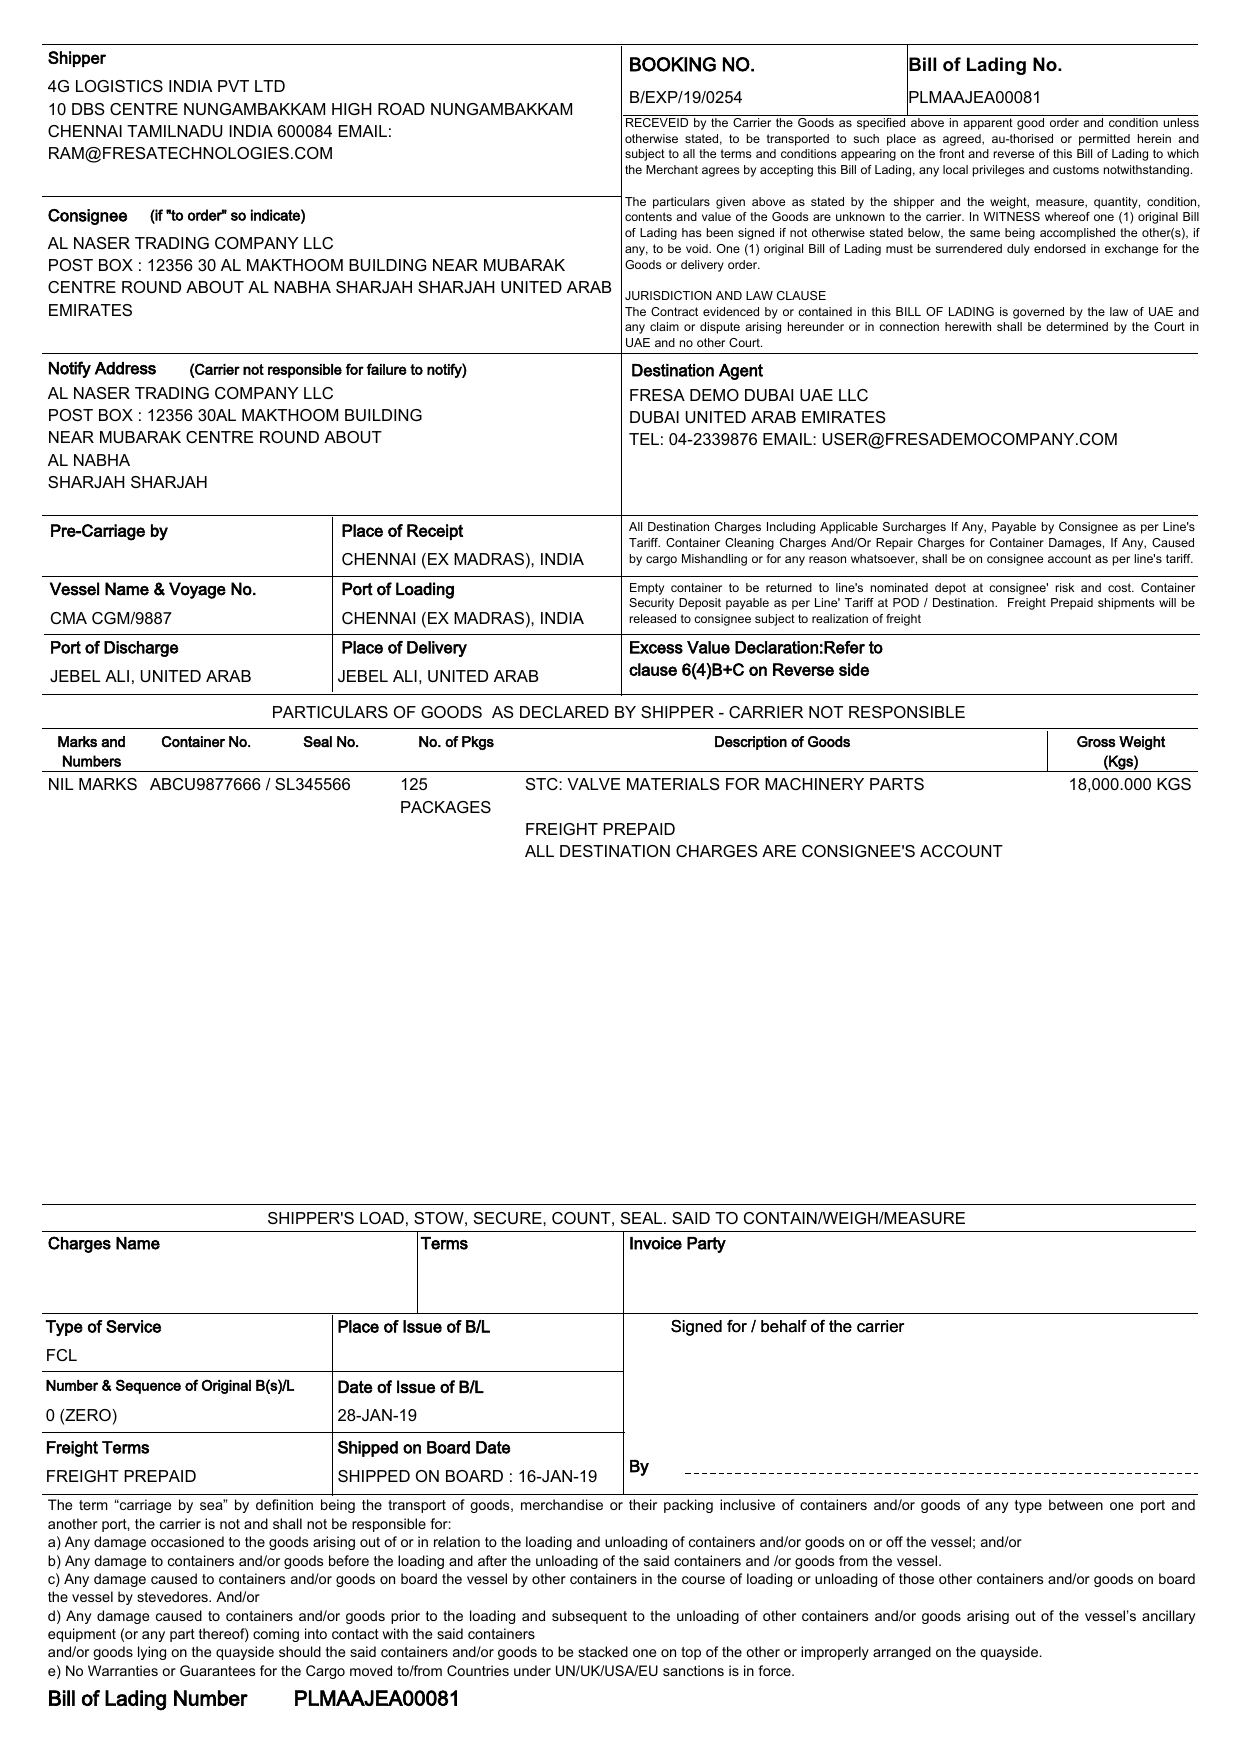 Shipper
4G LOGISTICS INDIA PVT LTD
10 DBS CENTRE NUNGAMBAKKAM HIGH ROAD NUNGAMBAKKAM
CHENNAI TAMILNADU INDIA 600084 EMAIL:
RAM@FRESATECHNOLOGIES.COM
BOOKING NO.
B/EXP/19/0254
Bill of Lading No.
PLMAAJEA00081
RECEVEID by the Carrier the Goods as specified above in apparent good order and condition unless
otherwise stated, to be transported to such place as agreed, au-thorised or permitted herein and
subject to all the terms and conditions appearing on the front and reverse of this Bill of Lading to which
the Merchant agrees by accepting this Bill of Lading, any local privileges and customs notwithstanding.
The particulars given above as stated by the shipper and the weight, measure, quantity, condition,
contents and value of the Goods are unknown to the carrier. In WITNESS whereof one (1) original Bill
of Lading has been signed if not otherwise stated below, the same being accomplished the other(s), if
any, to be void. One (1) original Bill of Lading must be surrendered duly endorsed in exchange for the
Goods or delivery order.
JURISDICTION AND LAW CLAUSE
The Contract evidenced by or contained in this BILL OF LADING is governed by the law of UAE and
any claim or dispute arising hereunder or in connection herewith shall be determined by the Court in
UAE and no other Court.
Consignee (if "to order" so indicate)
AL NASER TRADING COMPANY LLC
POST BOX : 12356 30 AL MAKTHOOM BUILDING NEAR MUBARAK
CENTRE ROUND ABOUT AL NABHA SHARJAH SHARJAH UNITED ARAB
EMIRATES
Notify Address (Carrier not responsible for failure to notify)
AL NASER TRADING COMPANY LLC
POST BOX : 12356 30AL MAKTHOOM BUILDING
NEAR MUBARAK CENTRE ROUND ABOUT
AL NABHA
SHARJAH SHARJAH
Destination Agent
FRESA DEMO DUBAI UAE LLC
DUBAI UNITED ARAB EMIRATES
TEL: 04-2339876 EMAIL: USER@FRESADEMOCOMPANY.COM
Pre-Carriage by
Place of Receipt
CHENNAI (EX MADRAS), INDIA
All Destination Charges Including Applicable Surcharges If Any, Payable by Consignee as per Line's
Tariff. Container Cleaning Charges And/Or Repair Charges for Container Damages, If Any, Caused
by cargo Mishandling or for any reason whatsoever, shall be on consignee account as per line's tariff.
Vessel Name & Voyage No.
CMA CGM/9887
Port of Loading
CHENNAI (EX MADRAS), INDIA
Empty container to be returned to line's nominated depot at consignee' risk and cost. Container
Security Deposit payable as per Line' Tariff at POD / Destination. Freight Prepaid shipments will be
released to consignee subject to realization of freight
Port of Discharge
JEBEL ALI, UNITED ARAB
Place of Delivery
JEBEL ALI, UNITED ARAB
Excess Value Declaration:Refer to
clause 6(4)B+C on Reverse side
PARTICULARS OF GOODS AS DECLARED BY SHIPPER - CARRIER NOT RESPONSIBLE
Marks and Container No. Seal No. No. of Pkgs Description of Goods Gross Weight
Numbers (Kgs)
NIL MARKS ABCU9877666 / SL345566 125 STC: VALVE MATERIALS FOR MACHINERY PARTS 18,000.000 KGS
PACKAGES
FREIGHT PREPAID
ALL DESTINATION CHARGES ARE CONSIGNEE'S ACCOUNT
SHIPPER'S LOAD, STOW, SECURE, COUNT, SEAL. SAID TO CONTAIN/WEIGH/MEASURE
Charges Name Terms Invoice Party
Type of Service
FCL
Place of Issue of B/L
Signed for / behalf of the carrier
Number & Sequence of Original B(s)/L
0 (ZERO)
Date of Issue of B/L
28-JAN-19
Freight Terms
FREIGHT PREPAID
Shipped on Board Date
SHIPPED ON BOARD : 16-JAN-19
By
The term “carriage by sea” by definition being the transport of goods, merchandise or their packing inclusive of containers and/or goods of any type between one port and
another port, the carrier is not and shall not be responsible for:
a) Any damage occasioned to the goods arising out of or in relation to the loading and unloading of containers and/or goods on or off the vessel; and/or
b) Any damage to containers and/or goods before the loading and after the unloading of the said containers and /or goods from the vessel.
c) Any damage caused to containers and/or goods on board the vessel by other containers in the course of loading or unloading of those other containers and/or goods on board
the vessel by stevedores. And/or
d) Any damage caused to containers and/or goods prior to the loading and subsequent to the unloading of other containers and/or goods arising out of the vessel’s ancillary
equipment (or any part thereof) coming into contact with the said containers
and/or goods lying on the quayside should the said containers and/or goods to be stacked one on top of the other or improperly arranged on the quayside.
e) No Warranties or Guarantees for the Cargo moved to/from Countries under UN/UK/USA/EU sanctions is in force.
Bill of Lading Number PLMAAJEA00081